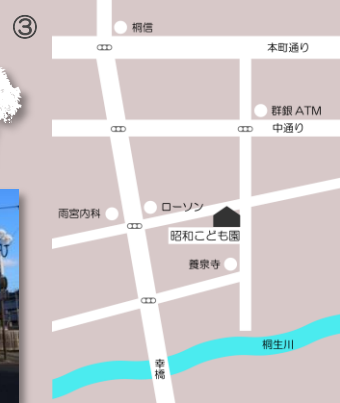 ③
桐信
本町通り
群銀 ATM
中通り
ローソン
雨宮内科
昭和こども園
養泉寺
桐生川
幸橋